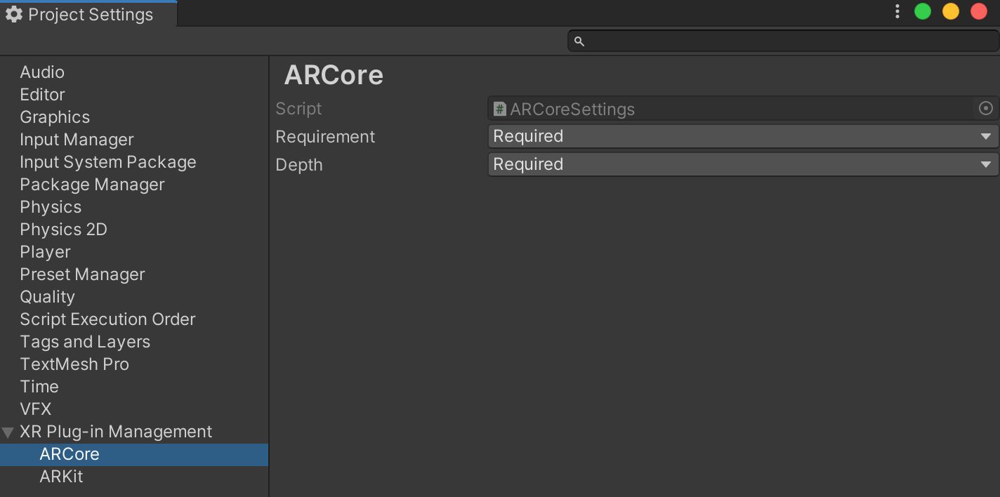 Project Settings
Audio
Editor
Graphics
Input Manager
Input System Package
Package Manager
Physics
Physics 2D
Player
Preset Manager
Quality
Script Execution Order
Tags and Layers
TextMesh Pro
Time
VFX
XR Plug-in Management
ARCore
ARKit
ARCore
Script # ARCoreSettings
Requirement Required
Depth Required